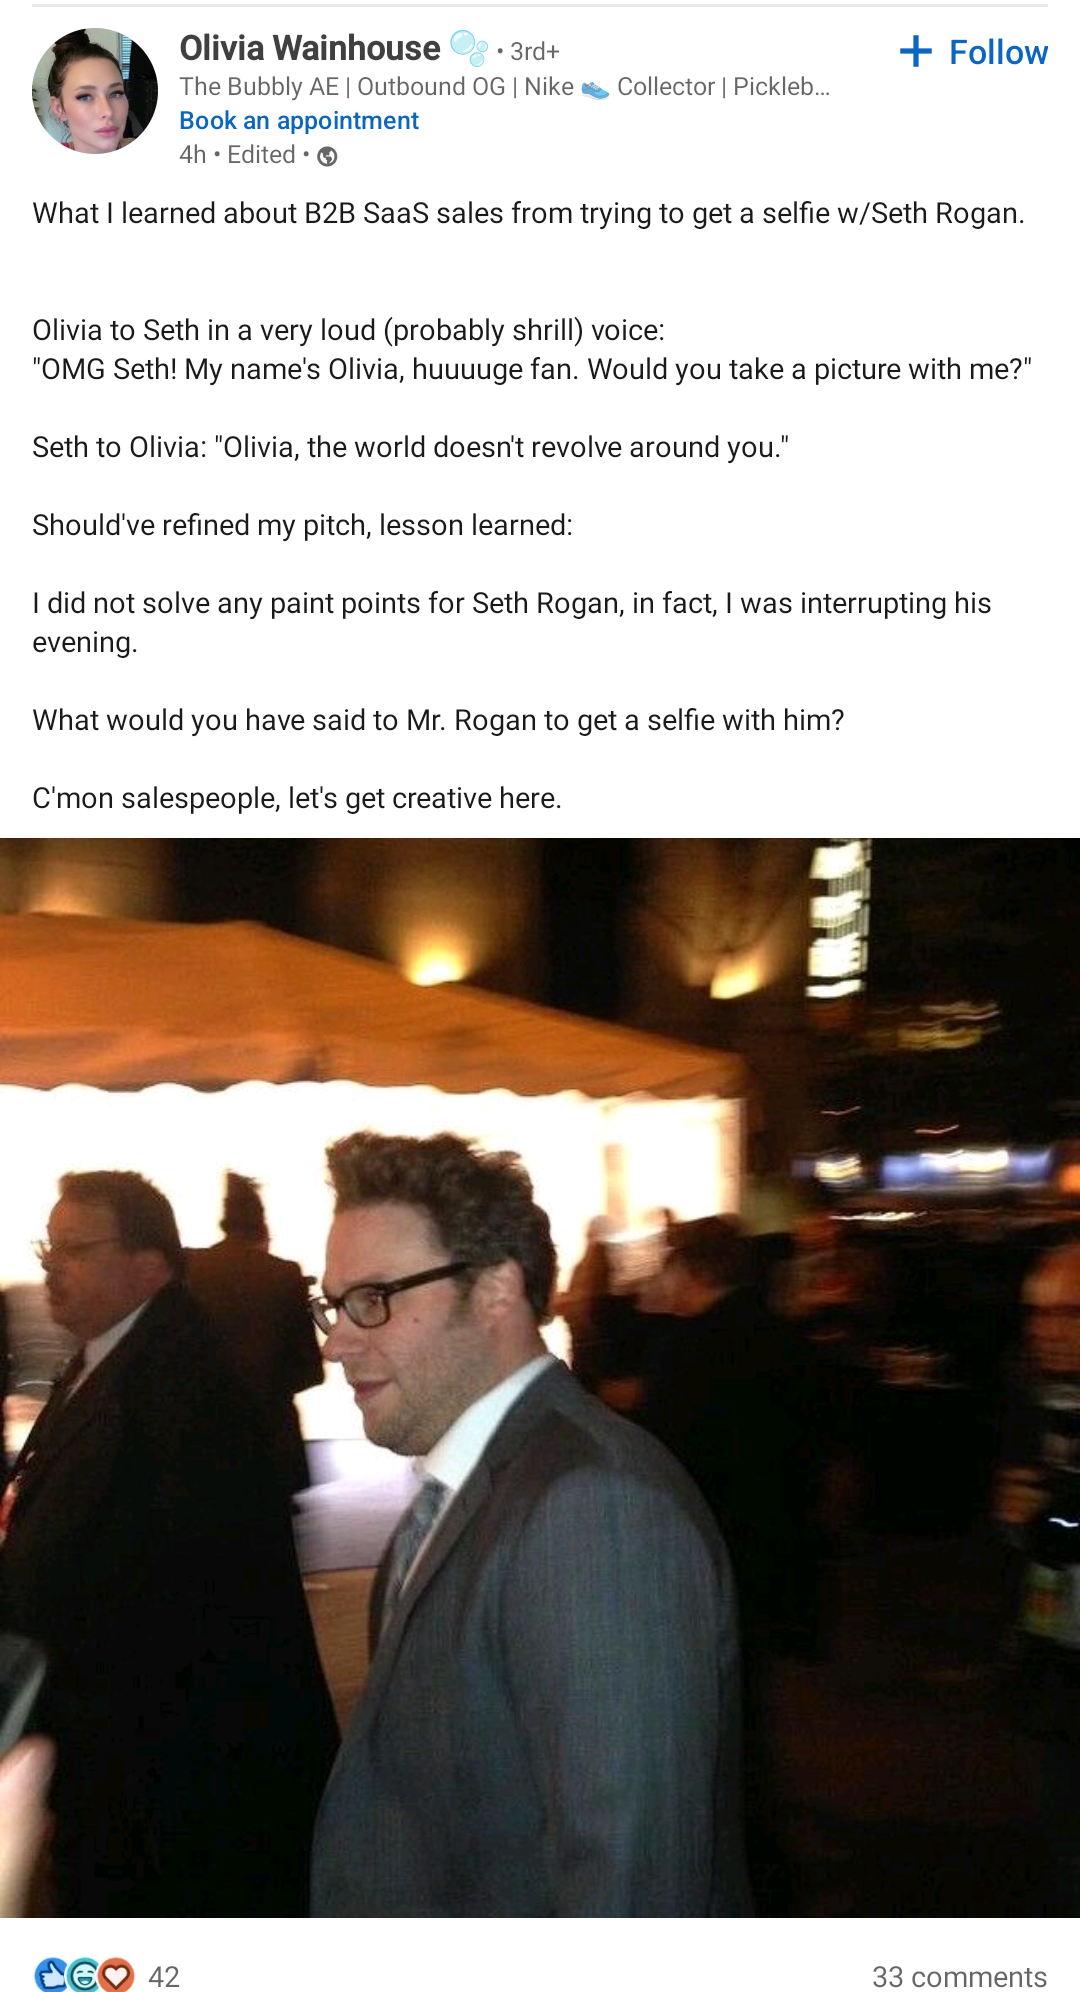 Olivia Wainhouse 🫧 • 3rd+
+ Follow
The Bubbly AE | Outbound OG | Nike 👟 Collector | Pickleb...
Book an appointment
4h • Edited •
What I learned about B2B SaaS sales from trying to get a selfie w/Seth Rogan.
Olivia to Seth in a very loud (probably shrill) voice:
"OMG Seth! My name's Olivia, huuuuge fan. Would you take a picture with me?"
Seth to Olivia: "Olivia, the world doesn't revolve around you."
Should've refined my pitch, lesson learned:
I did not solve any paint points for Seth Rogan, in fact, I was interrupting his
evening.
What would you have said to Mr. Rogan to get a selfie with him?
C'mon salespeople, let's get creative here.
42
33 comments